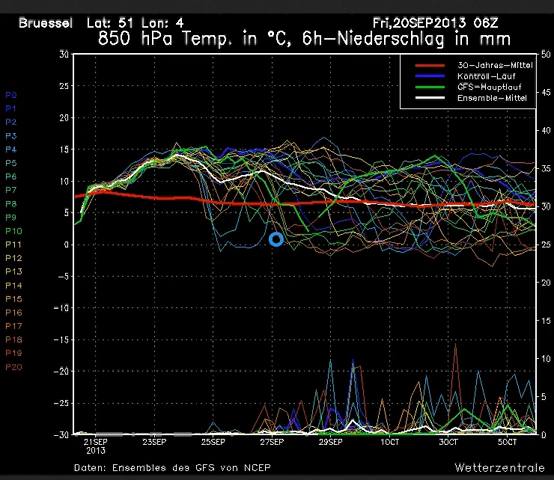 Bruessel Lat: 51 Lon: 4 Fri,20SEP2013 06Z
850 hPa Temp. in °C, 6h-Niederschlag in mm
30-Jahres-Mittel
Kontroll-Lauf
GFS-Hauptlauf
Ensemble-Mittel
30
25
20
15
10
5
0
−5
−10
−15
−20
−25
−30
50
45
40
35
30
25
20
15
10
5
0
P0
P1
P2
P3
P4
P5
P6
P7
P8
P9
P10
P11
P12
P13
P14
P15
P16
P17
P18
P19
P20
21SEP 23SEP 25SEP 27SEP 29SEP 1OCT 3OCT 5OCT
2013
Daten: Ensembles des GFS von NCEP Wetterzentrale